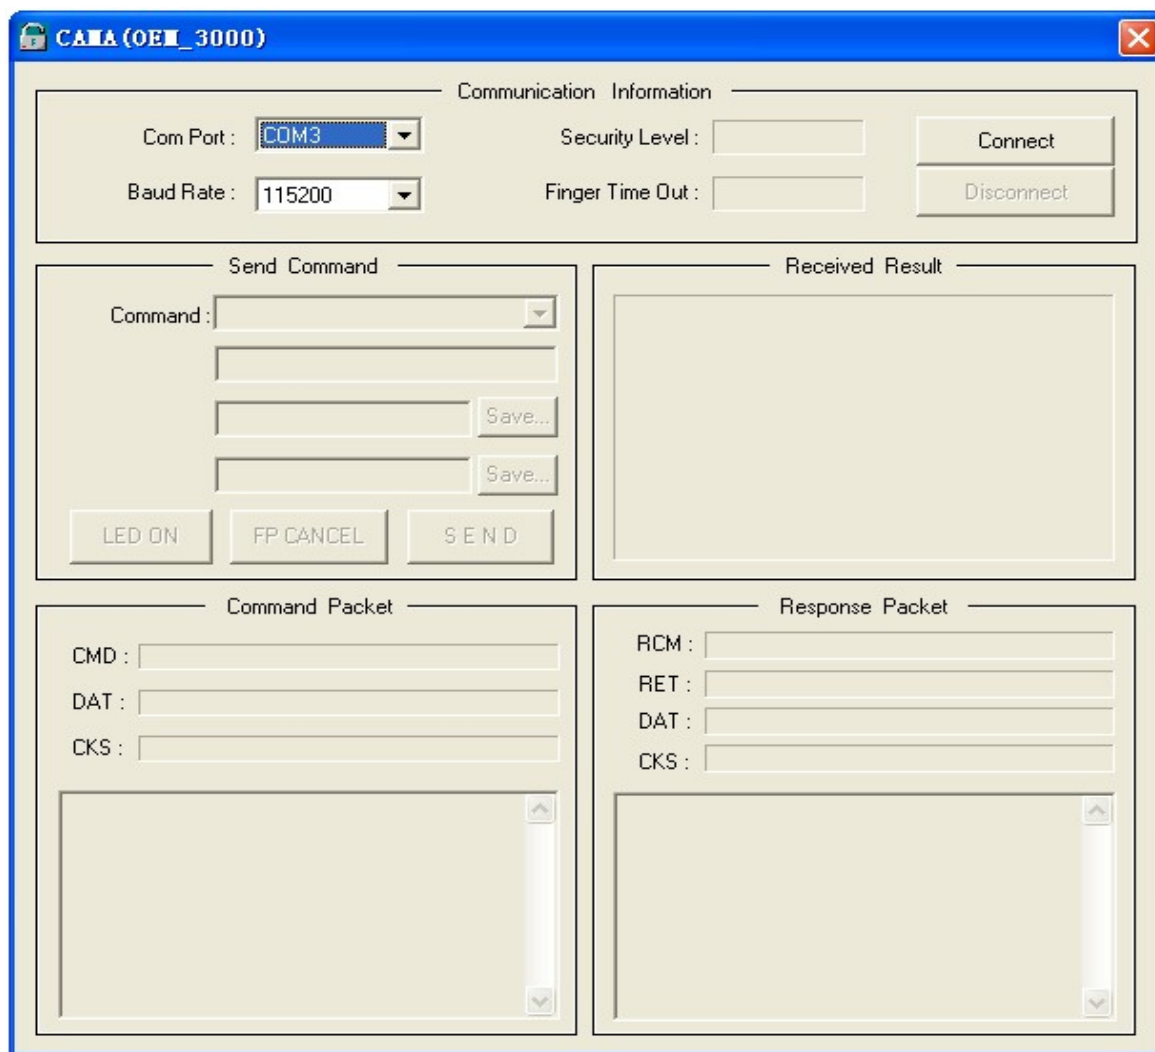 CAMA(OEM_3000)
Communication Information
Com Port : COM3
Security Level :
Connect
Baud Rate : 115200
Finger Time Out :
Disconnect
Send Command
Command :
Save...
Save...
LED ON
FP CANCEL
S E N D
Received Result
Command Packet
CMD :
DAT :
CKS :
Response Packet
RCM :
RET :
DAT :
CKS :